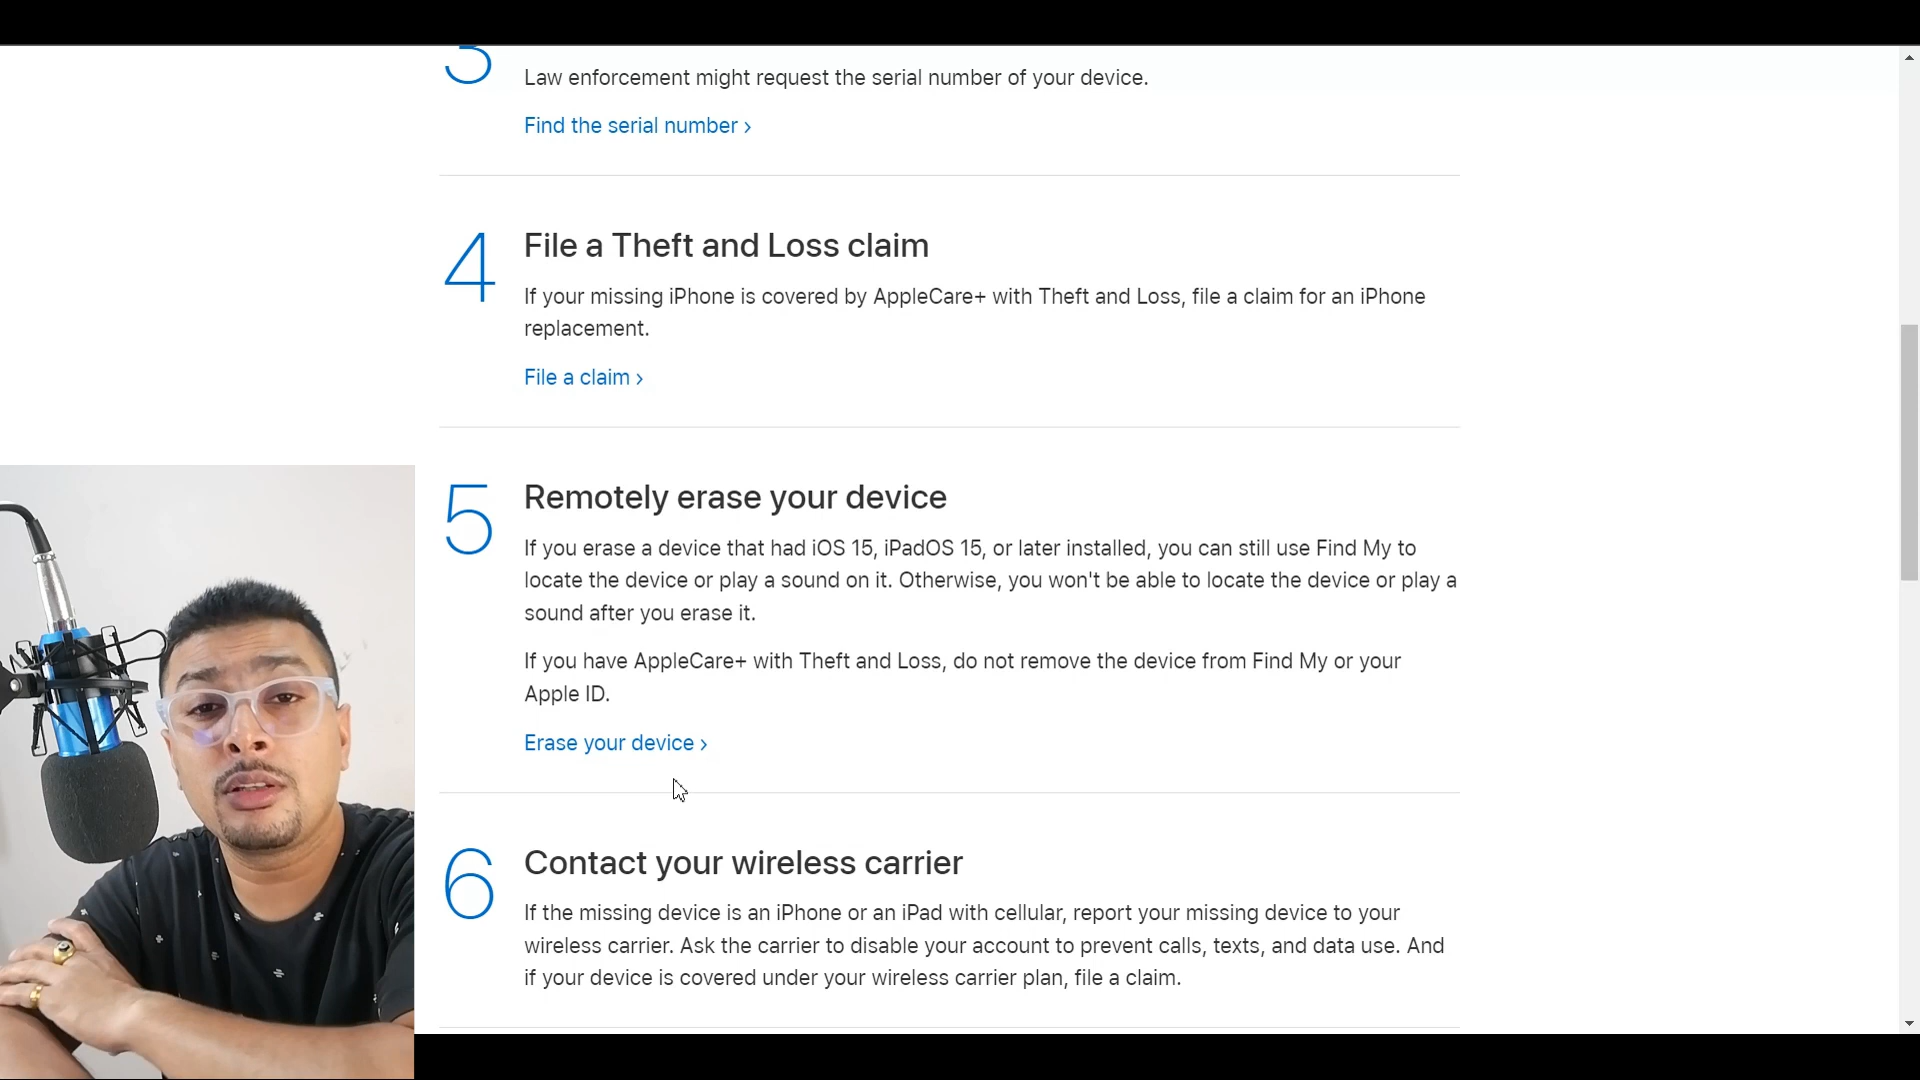 3
Law enforcement might request the serial number of your device.
Find the serial number ›
4
File a Theft and Loss claim
If your missing iPhone is covered by AppleCare+ with Theft and Loss, file a claim for an iPhone
replacement.
File a claim ›
5
Remotely erase your device
If you erase a device that had iOS 15, iPadOS 15, or later installed, you can still use Find My to
locate the device or play a sound on it. Otherwise, you won't be able to locate the device or play a
sound after you erase it.
If you have AppleCare+ with Theft and Loss, do not remove the device from Find My or your
Apple ID.
Erase your device ›
6
Contact your wireless carrier
If the missing device is an iPhone or an iPad with cellular, report your missing device to your
wireless carrier. Ask the carrier to disable your account to prevent calls, texts, and data use. And
if your device is covered under your wireless carrier plan, file a claim.